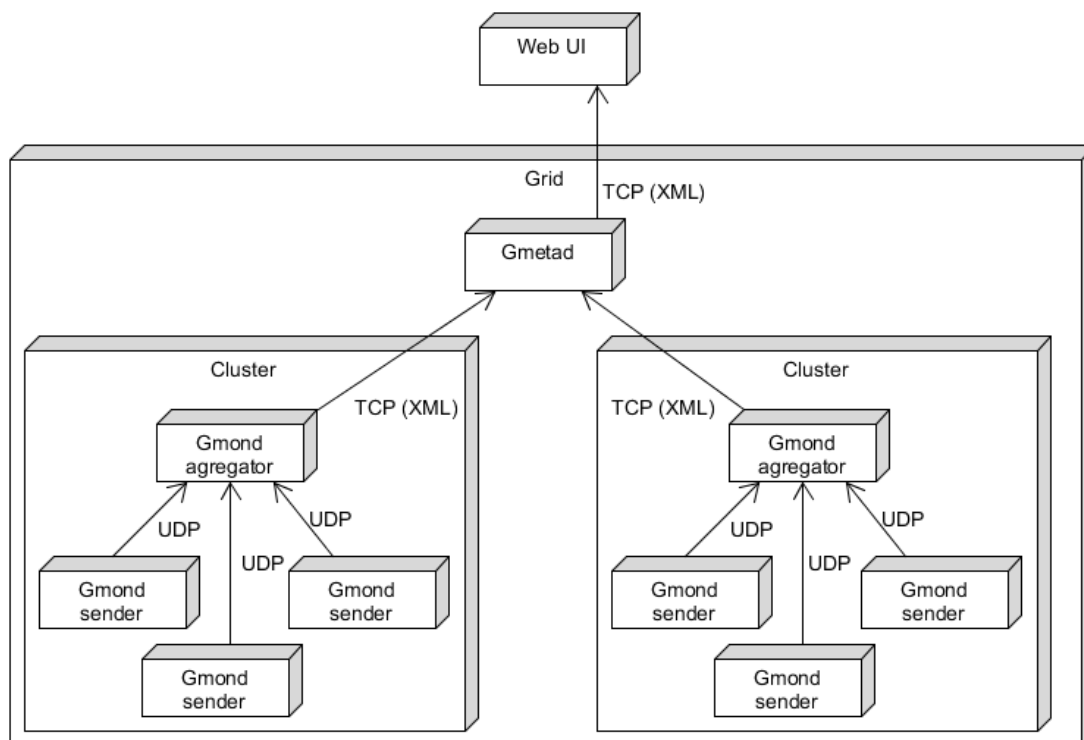 Web UI
Grid
TCP (XML)
Gmetad
Cluster
Cluster
TCP (XML)
TCP (XML)
Gmond
agregator
Gmond
agregator
UDP
UDP
UDP
UDP
UDP
UDP
Gmond
sender
Gmond
sender
Gmond
sender
Gmond
sender
Gmond
sender
Gmond
sender